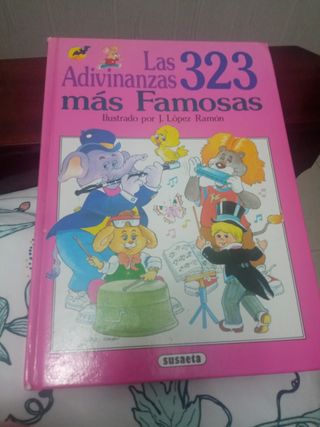 Las 323
Adivinanzas
más Famosas
Ilustrado por J. López Ramón
susaeta